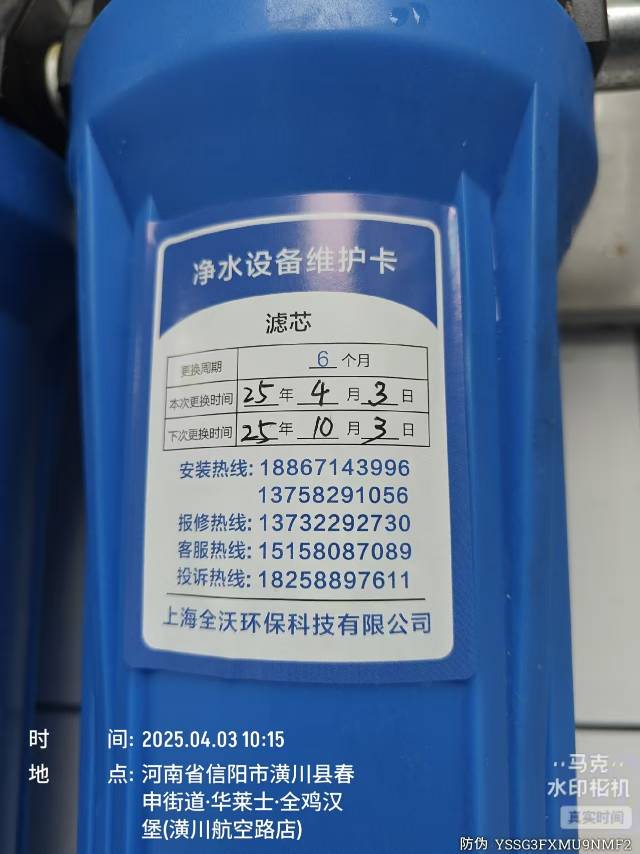 净水设备维护卡
滤芯
更换周期 6 个月
本次更换时间 25 年 4 月 3 日
下次更换时间 25 年 10 月 3 日
安装热线: 18867143996
13758291056
报修热线: 13732292730
客服热线: 15158087089
投诉热线: 18258897611
上海全沃环保科技有限公司
时 间: 2025.04.03 10:15
地 点: 河南省信阳市潢川县春
申街道·华莱士·全鸡汉
堡(潢川航空路店)
马克
水印相机
真实时间
防伪 YSSG3FXMU9NMF2